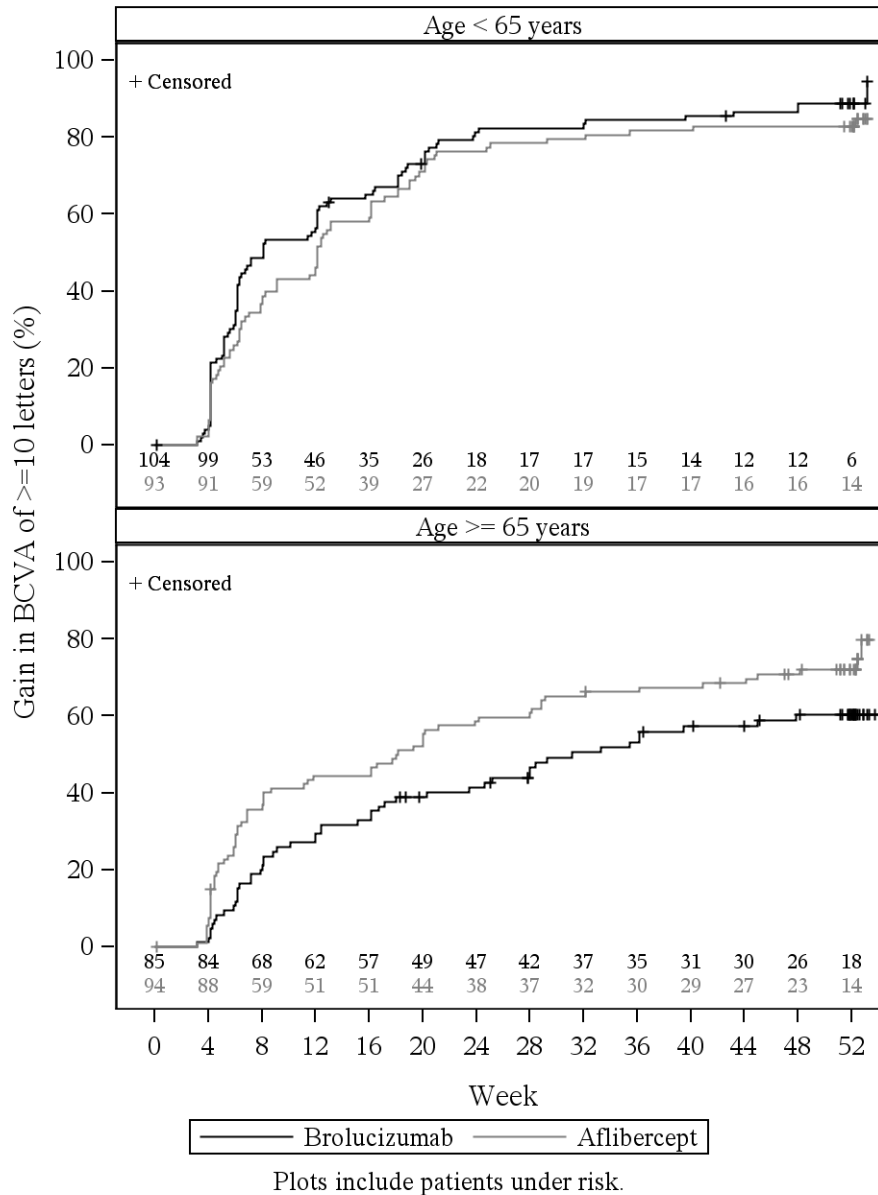 Age < 65 years
100
+ Censored
80
60
40
20
0
104 99 53 46 35 26 18 17 17 15 14 12 12 6
93 91 59 52 39 27 22 20 19 17 17 16 16 14
Gain in BCVA of >=10 letters (%)
Age >= 65 years
100
+ Censored
80
60
40
20
0
85 84 68 62 57 49 47 42 37 35 31 30 26 18
94 88 59 51 51 44 38 37 32 30 29 27 23 14
0 4 8 12 16 20 24 28 32 36 40 44 48 52
Week
Brolucizumab Aflibercept
Plots include patients under risk.